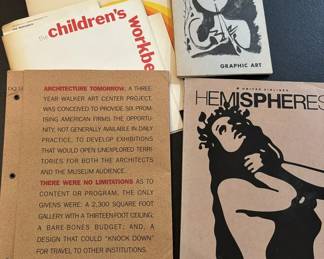 the children's workbe
GRAPHIC ART
UNITED AIRLINES
HEMISPHERES
ARCHITECTURE TOMORROW, A THREE-
YEAR WALKER ART CENTER PROJECT,
WAS CONCEIVED TO PROVIDE SIX PROM-
ISING AMERICAN FIRMS THE OPPORTU-
NITY, NOT GENERALLY AVAILABLE IN DAILY
PRACTICE, TO DEVELOP EXHIBITIONS
THAT WOULD OPEN UNEXPLORED TERRI-
TORIES FOR BOTH THE ARCHITECTS
AND THE MUSEUM AUDIENCE.
THERE WERE NO LIMITATIONS AS TO
CONTENT OR PROGRAM, THE ONLY
GIVENS WERE: A 2,300 SQUARE FOOT
GALLERY WITH A THIRTEEN-FOOT CEILING;
A BARE-BONES BUDGET; AND, A
DESIGN THAT COULD "KNOCK DOWN"
FOR TRAVEL TO OTHER INSTITUTIONS.